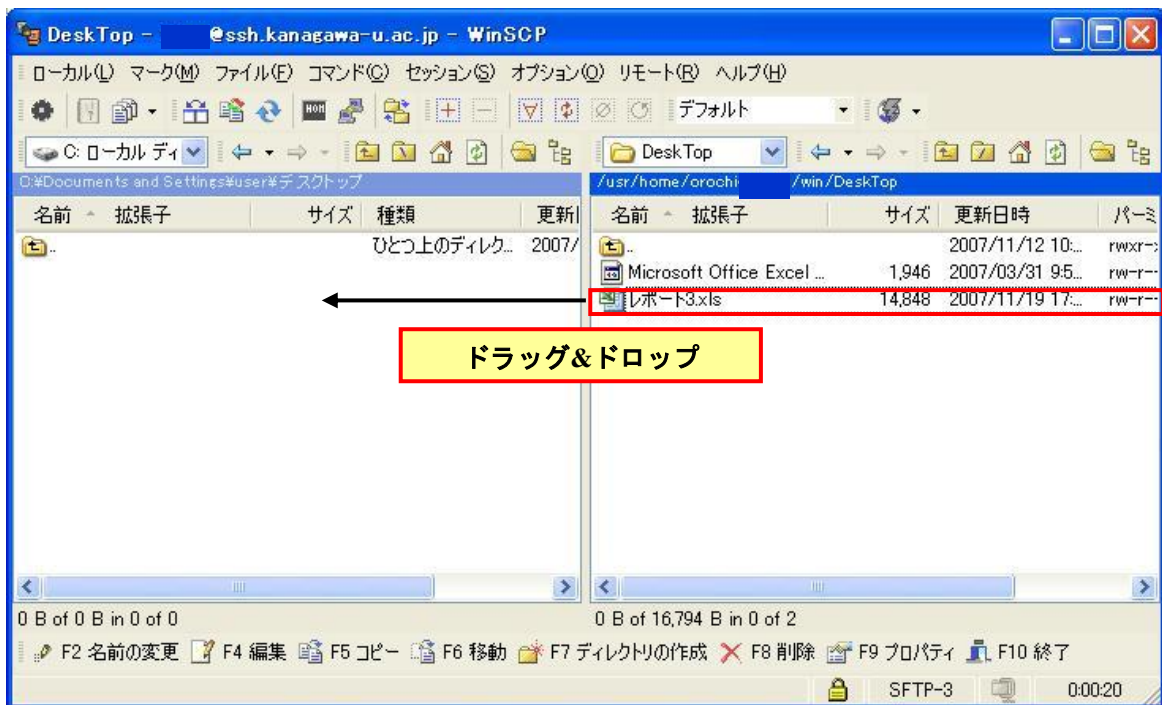 DeskTop - @ssh.kanagawa-u.ac.jp - WinSCP
ローカル(L) マーク(M) ファイル(F) コマンド(C) セッション(S) オプション(O) リモート(R) ヘルプ(H)
デフォルト
C: ローカル ディ
DeskTop
C:¥Documents and Settings¥user¥デスクトップ
/usr/home/orochi /win/DeskTop
名前 拡張子 サイズ 種類 更新
名前 拡張子 サイズ 更新日時 パーミ
.. ひとつ上のディレク... 2007/
.. 2007/11/12 10:... rwxr-
Microsoft Office Excel ... 1,946 2007/03/31 9:5... rw-r--
レポート3.xls 14,848 2007/11/19 17:... rw-r--
ドラッグ&ドロップ
0 B of 0 B in 0 of 0
0 B of 16,794 B in 0 of 2
F2 名前の変更 F4 編集 F5 コピー F6 移動 F7 ディレクトリの作成 F8 削除 F9 プロパティ F10 終了
SFTP-3 0:00:20